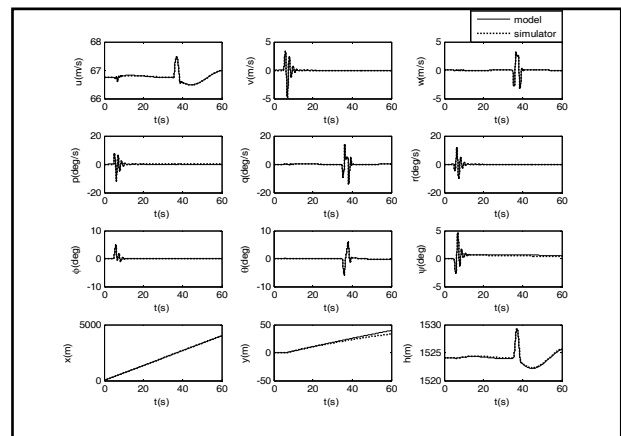 model
simulator
68
67
66
u(m/s)
0 20 40 60
t(s)
5
0
-5
v(m/s)
0 20 40 60
t(s)
5
0
-5
w(m/s)
0 20 40 60
t(s)
20
0
-20
p(deg/s)
0 20 40 60
t(s)
20
0
-20
q(deg/s)
0 20 40 60
t(s)
20
0
-20
r(deg/s)
0 20 40 60
t(s)
10
0
-10
ϕ(deg)
0 20 40 60
t(s)
10
0
-10
θ(deg)
0 20 40 60
t(s)
5
0
-5
ψ(deg)
0 20 40 60
t(s)
5000
0
x(m)
0 20 40 60
t(s)
50
0
-50
y(m)
0 20 40 60
t(s)
1530
1525
1520
h(m)
0 20 40 60
t(s)